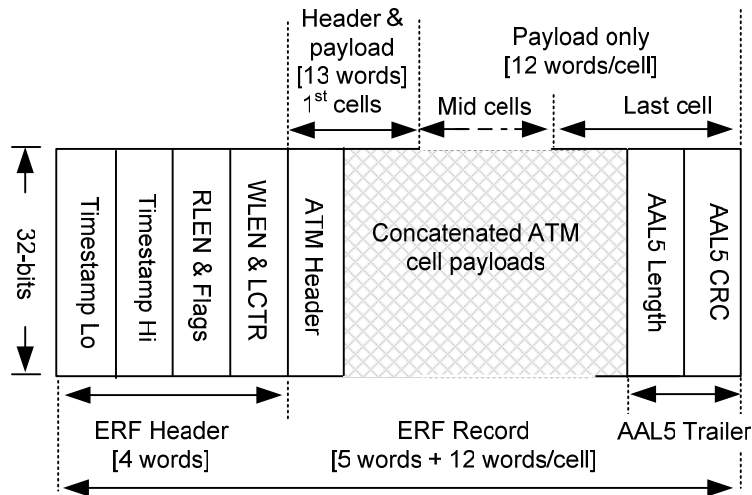 Header &
payload
[13 words]
1st cells
Payload only
[12 words/cell]
Mid cells
Last cell
32-bits
Timestamp Lo
Timestamp Hi
RLEN & Flags
WLEN & LCTR
ATM Header
Concatenated ATM
cell payloads
AAL5 Length
AAL5 CRC
ERF Header
[4 words]
ERF Record
[5 words + 12 words/cell]
AAL5 Trailer